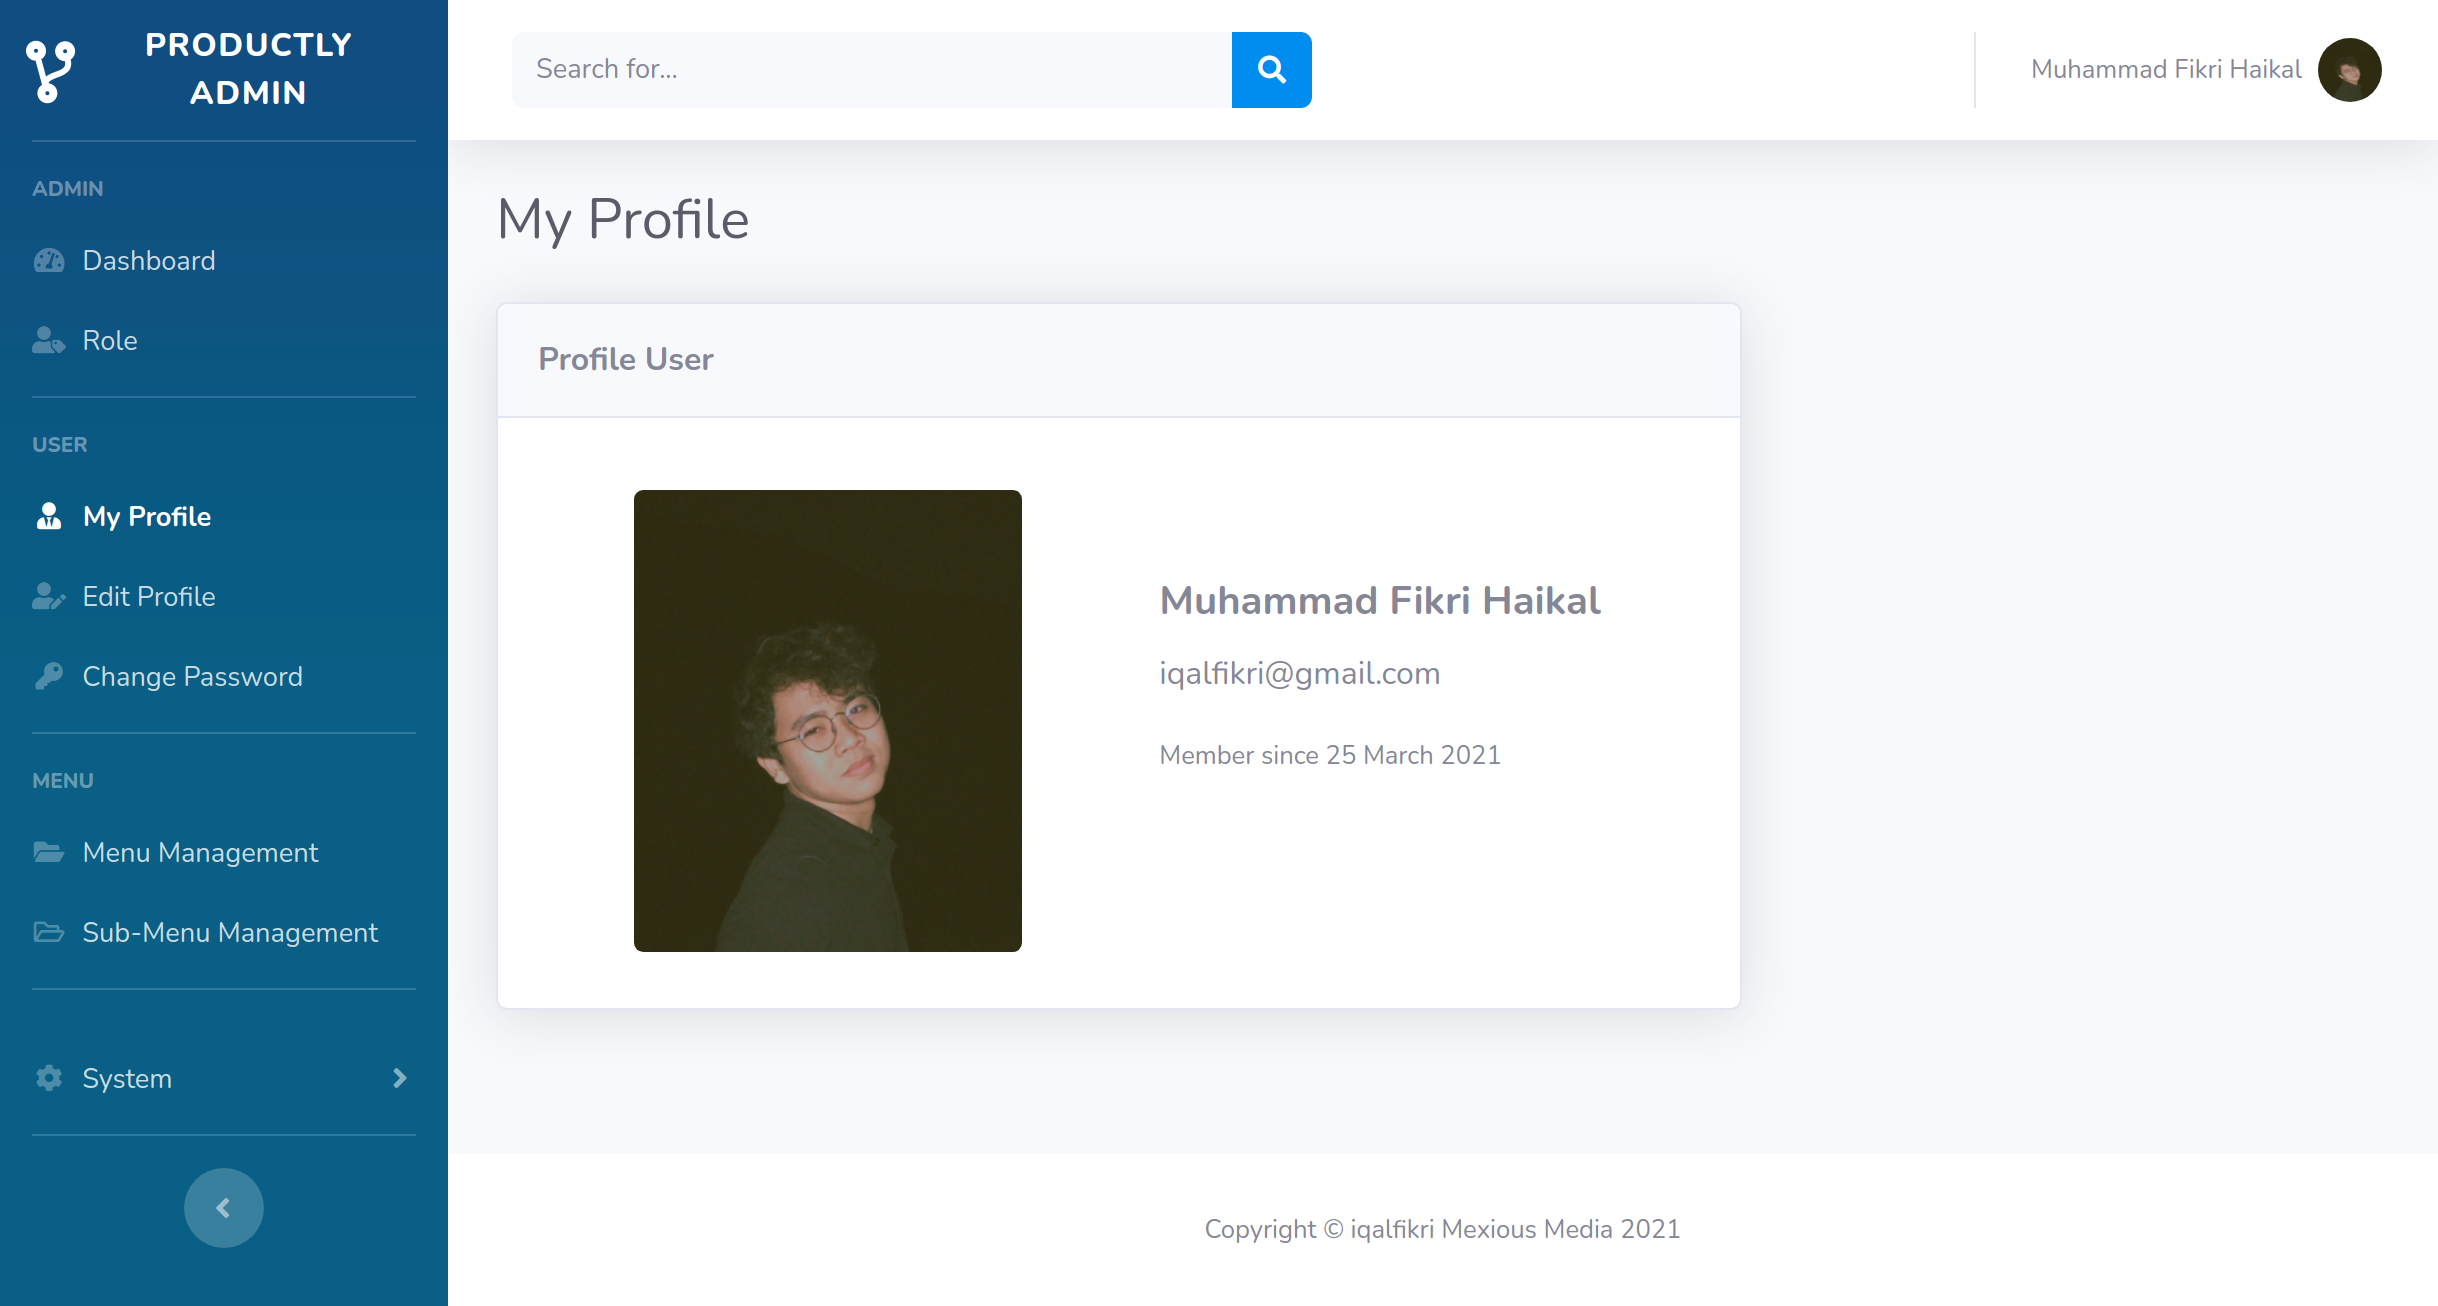 PRODUCTLY
ADMIN
ADMIN
Dashboard
Role
USER
My Profile
Edit Profile
Change Password
MENU
Menu Management
Sub-Menu Management
System
Search for...
Muhammad Fikri Haikal
My Profile
Profile User
Muhammad Fikri Haikal
iqalfikri@gmail.com
Member since 25 March 2021
Copyright © iqalfikri Mexious Media 2021